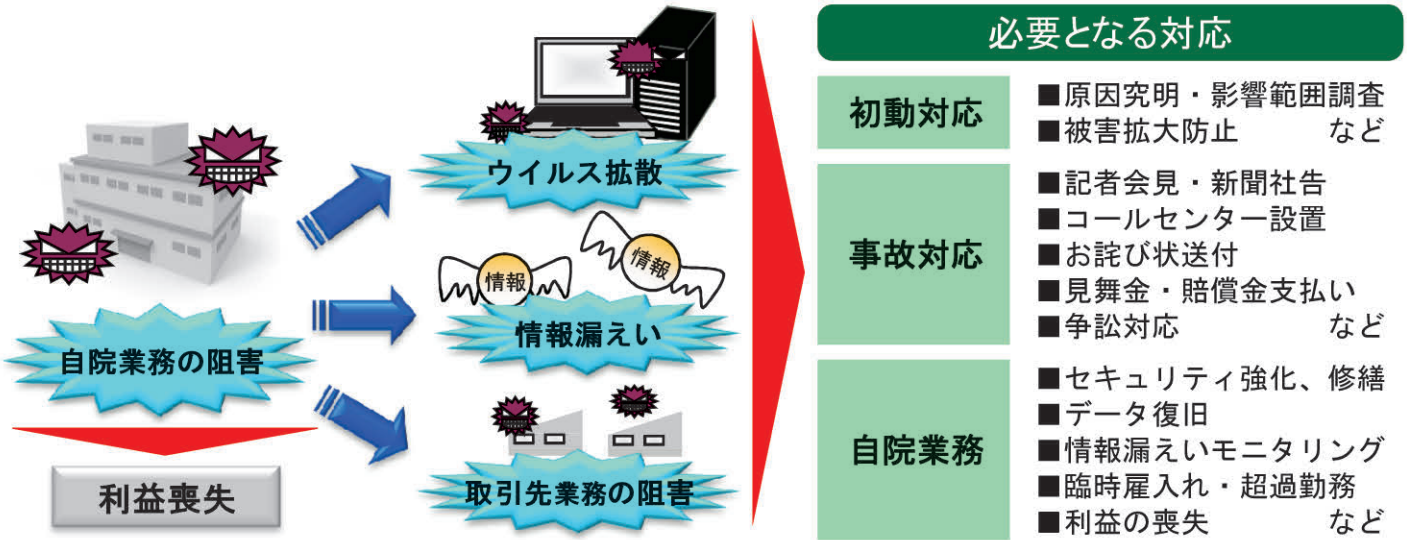 自院業務の阻害
利益喪失
ウイルス拡散
情報
情報
情報漏えい
取引先業務の阻害
必要となる対応
初動対応
■原因究明・影響範囲調査
■被害拡大防止 など
事故対応
■記者会見・新聞社告
■コールセンター設置
■お詫び状送付
■見舞金・賠償金支払い
■争訟対応 など
自院業務
■セキュリティ強化、修繕
■データ復旧
■情報漏えいモニタリング
■臨時雇入れ・超過勤務
■利益の喪失 など